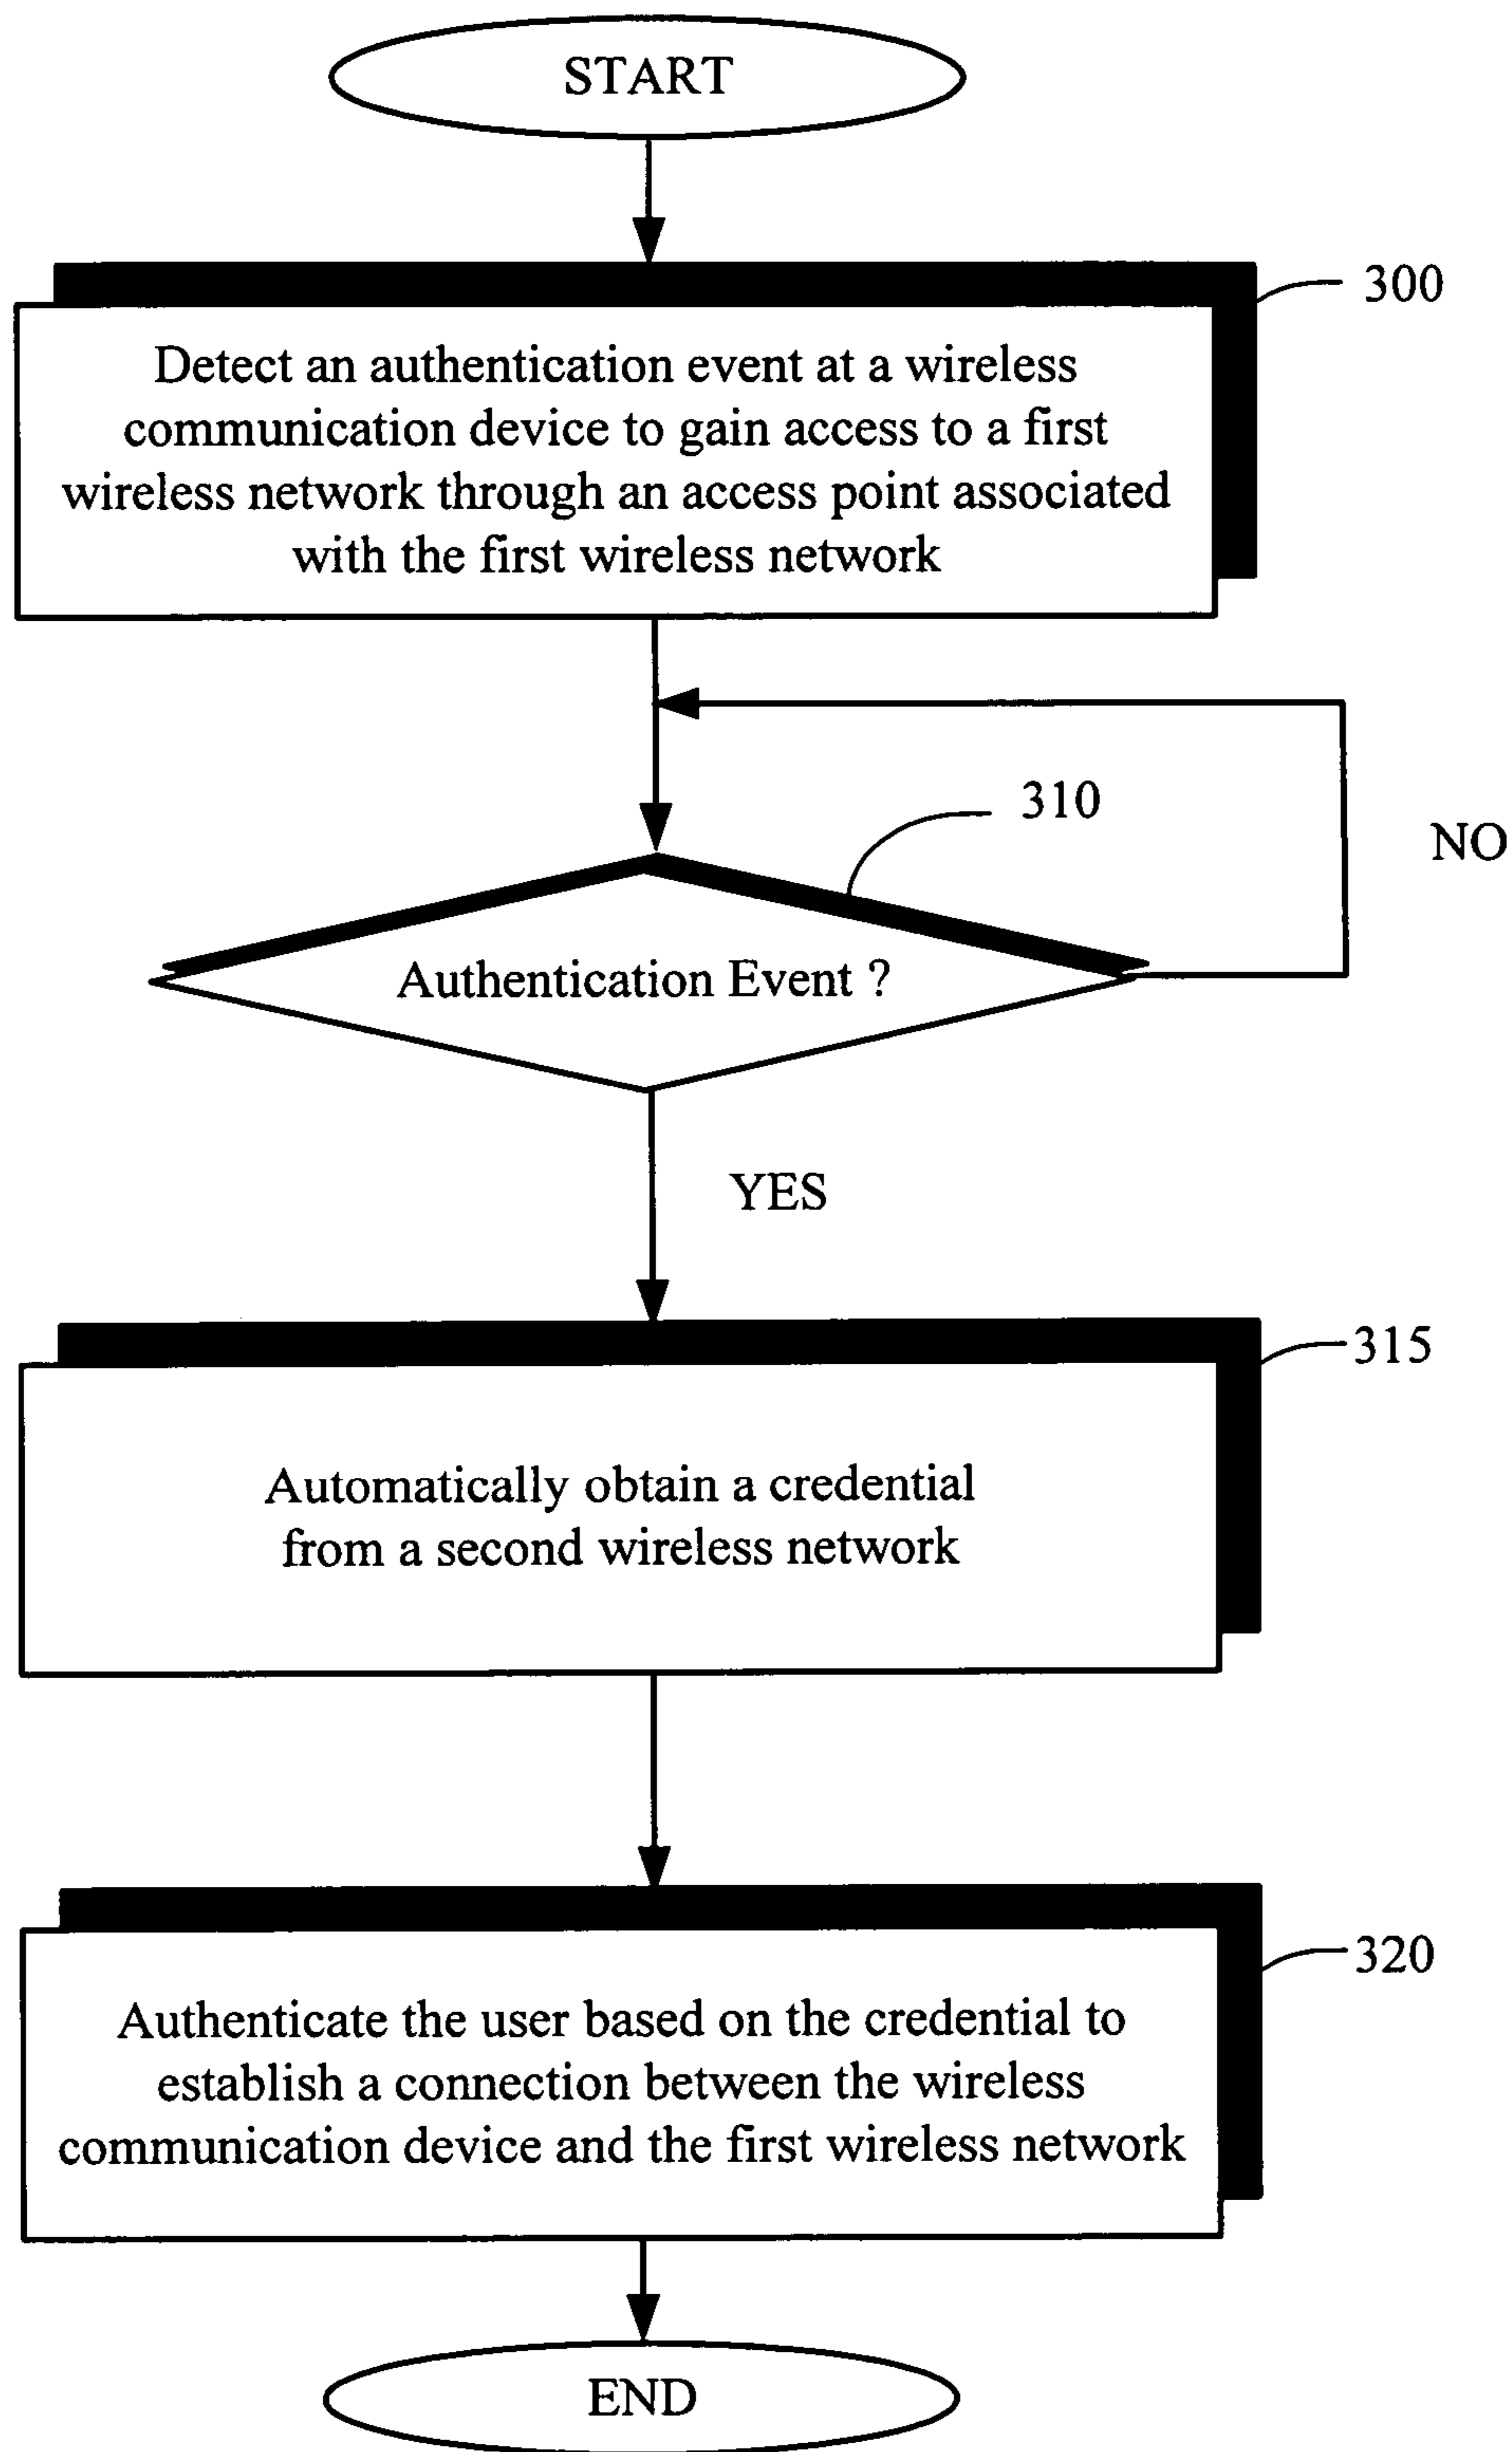 START
300
Detect an authentication event at a wireless
communication device to gain access to a first
wireless network through an access point associated
with the first wireless network
310
NO
Authentication Event ?
YES
315
Automatically obtain a credential
from a second wireless network
320
Authenticate the user based on the credential to
establish a connection between the wireless
communication device and the first wireless network
END